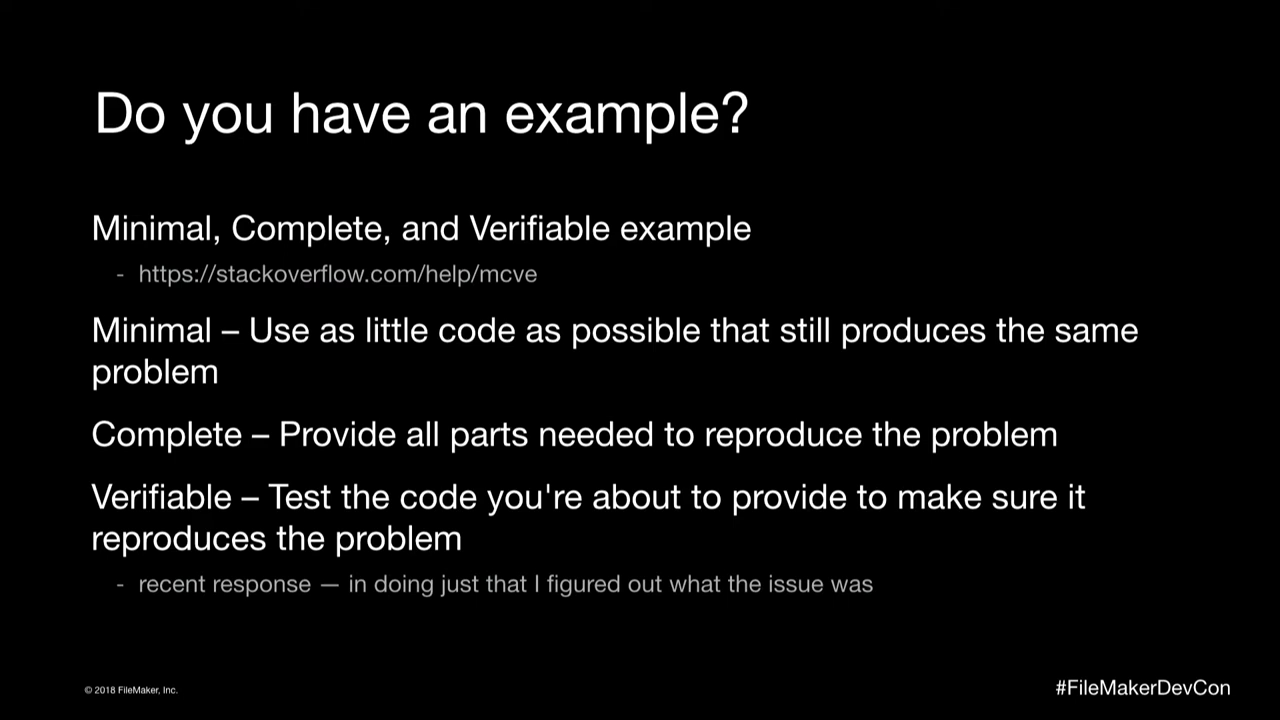 Do you have an example?
Minimal, Complete, and Verifiable example
- https://stackoverflow.com/help/mcve
Minimal – Use as little code as possible that still produces the same
problem
Complete – Provide all parts needed to reproduce the problem
Verifiable – Test the code you're about to provide to make sure it
reproduces the problem
- recent response — in doing just that I figured out what the issue was
© 2018 FileMaker, Inc.
#FileMakerDevCon